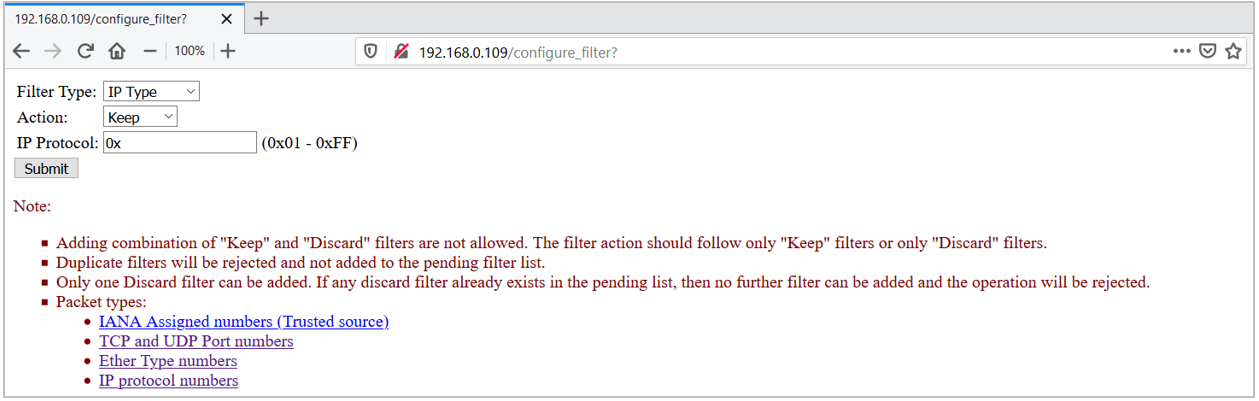 192.168.0.109/configure_filter?
100%
192.168.0.109/configure_filter?
Filter Type: IP Type
Action: Keep
IP Protocol: 0x (0x01 - 0xFF)
Submit
Note:
Adding combination of "Keep" and "Discard" filters are not allowed. The filter action should follow only "Keep" filters or only "Discard" filters.
Duplicate filters will be rejected and not added to the pending filter list.
Only one Discard filter can be added. If any discard filter already exists in the pending list, then no further filter can be added and the operation will be rejected.
Packet types:
IANA Assigned numbers (Trusted source)
TCP and UDP Port numbers
Ether Type numbers
IP protocol numbers